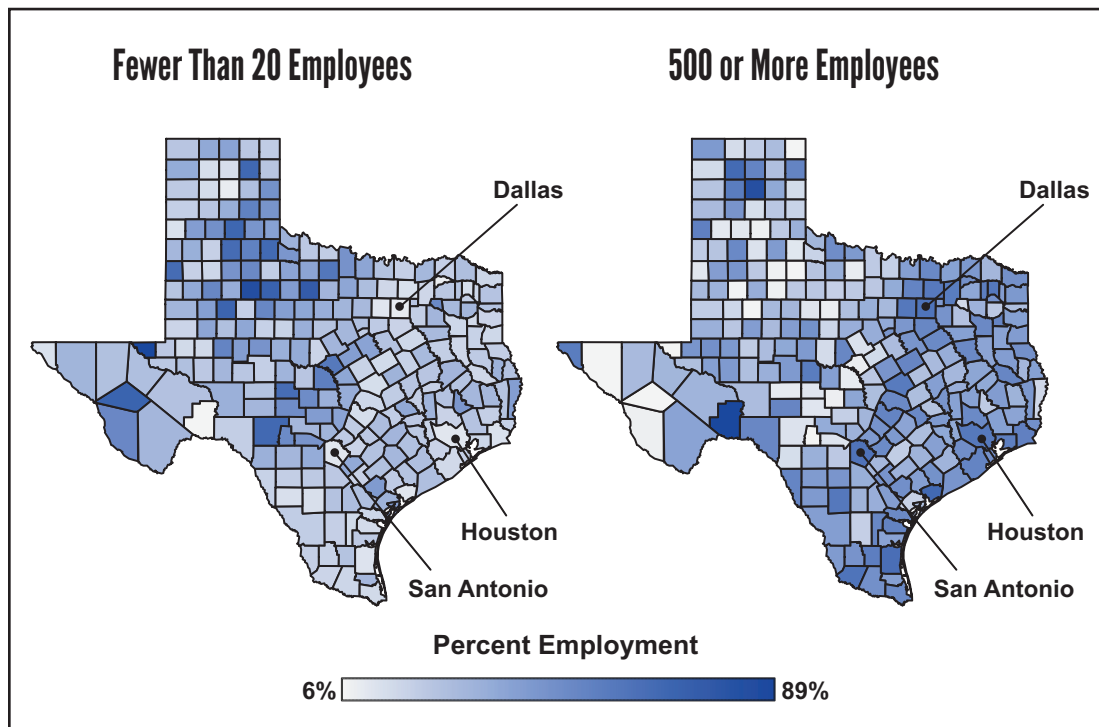 Fewer Than 20 Employees
500 or More Employees
Dallas
Dallas
Houston
Houston
San Antonio
San Antonio
Percent Employment
6%
89%